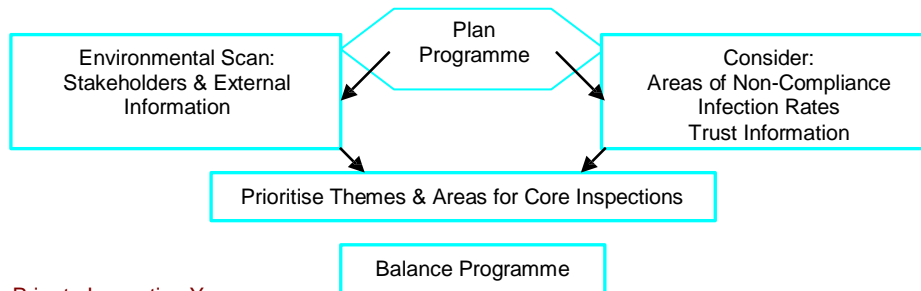 Plan
Programme
Environmental Scan:
Stakeholders & External
Information
Consider:
Areas of Non-Compliance
Infection Rates
Trust Information
Prioritise Themes & Areas for Core Inspections
Balance Programme